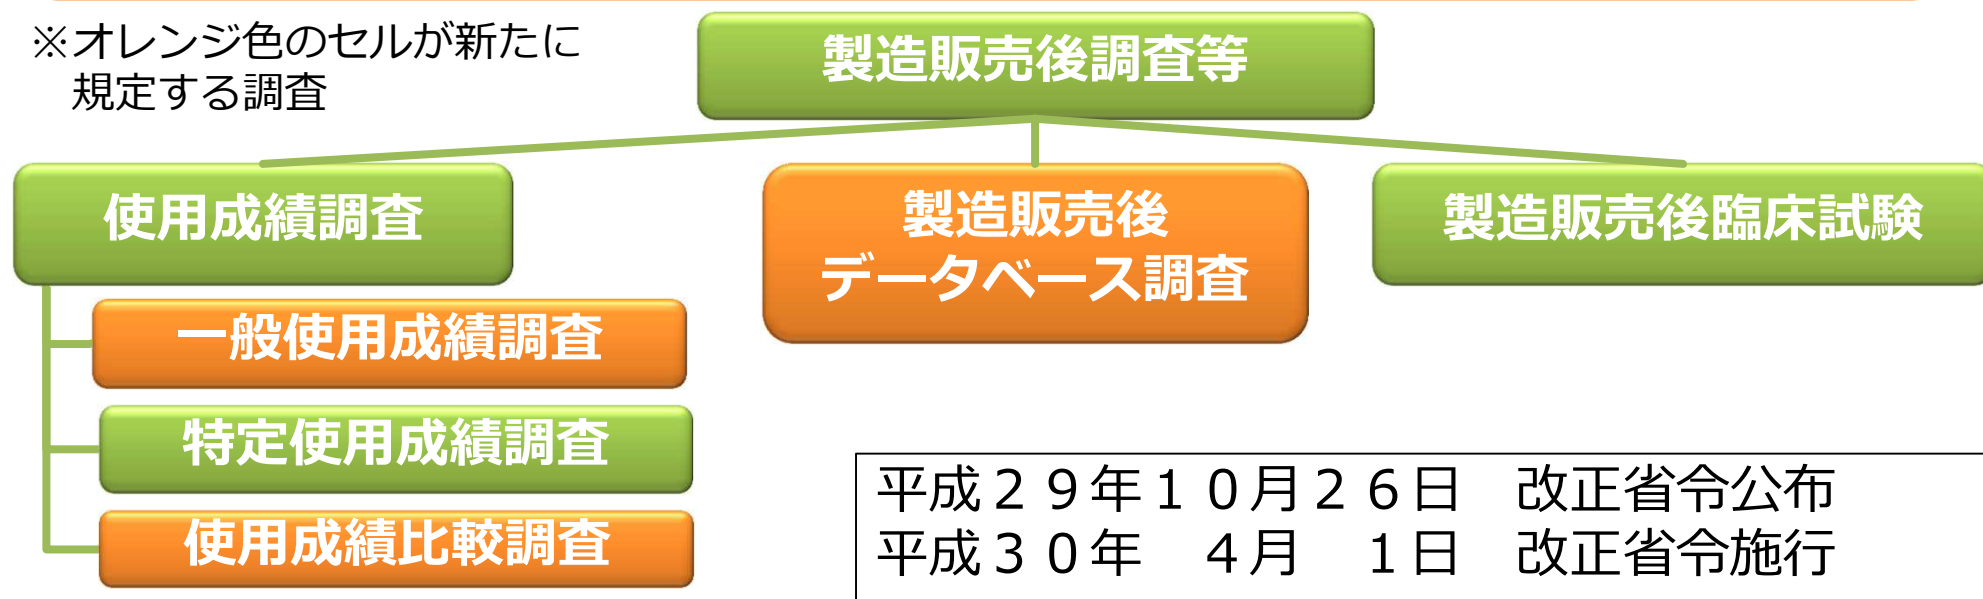 ※オレンジ色のセルが新たに
規定する調査
製造販売後調査等
使用成績調査
製造販売後
データベース調査
製造販売後臨床試験
一般使用成績調査
特定使用成績調査
使用成績比較調査
平成２９年１０月２６日　改正省令公布
平成３０年　４月　１日　改正省令施行